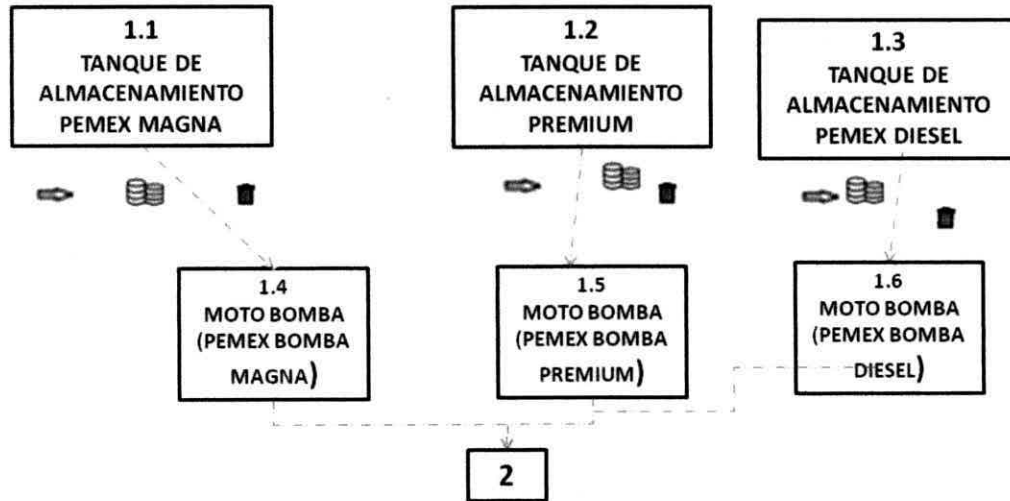 1.1
TANQUE DE
ALMACENAMIENTO
PEMEX MAGNA
1.2
TANQUE DE
ALMACENAMIENTO
PREMIUM
1.3
TANQUE DE
ALMACENAMIENTO
PEMEX DIESEL
1.4
MOTO BOMBA
(PEMEX BOMBA
MAGNA)
1.5
MOTO BOMBA
(PEMEX BOMBA
PREMIUM)
1.6
MOTO BOMBA
(PEMEX BOMBA
DIESEL)
2